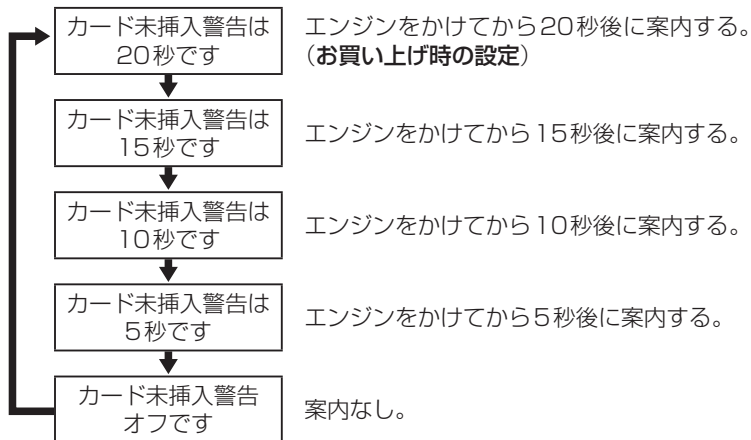 カード未挿入警告は
20秒です
エンジンをかけてから20秒後に案内する。
(お買い上げ時の設定)
カード未挿入警告は
15秒です
エンジンをかけてから15秒後に案内する。
カード未挿入警告は
10秒です
エンジンをかけてから10秒後に案内する。
カード未挿入警告は
5秒です
エンジンをかけてから5秒後に案内する。
カード未挿入警告
オフです
案内なし。